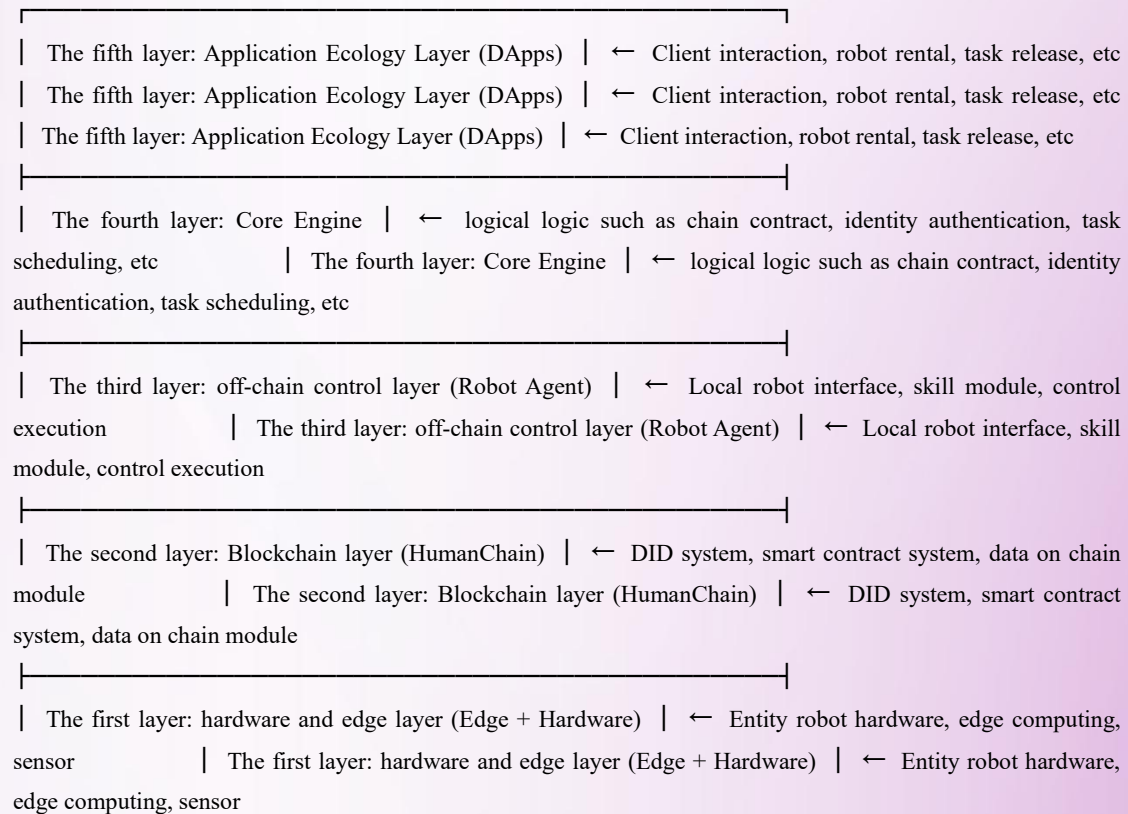 ┌─────────────────────────────┐
│ The fifth layer: Application Ecology Layer (DApps) │ ← Client interaction, robot rental, task release, etc
│ The fifth layer: Application Ecology Layer (DApps) │ ← Client interaction, robot rental, task release, etc
│ The fifth layer: Application Ecology Layer (DApps) │ ← Client interaction, robot rental, task release, etc
├─────────────────────────────┤
│ The fourth layer: Core Engine │ ← logical logic such as chain contract, identity authentication, task
scheduling, etc │ The fourth layer: Core Engine │ ← logical logic such as chain contract, identity
authentication, task scheduling, etc
├─────────────────────────────┤
│ The third layer: off-chain control layer (Robot Agent) │ ← Local robot interface, skill module, control
execution │ The third layer: off-chain control layer (Robot Agent) │ ← Local robot interface, skill
module, control execution
├─────────────────────────────┤
│ The second layer: Blockchain layer (HumanChain) │ ← DID system, smart contract system, data on chain
module │ The second layer: Blockchain layer (HumanChain) │ ← DID system, smart contract
system, data on chain module
├─────────────────────────────┤
│ The first layer: hardware and edge layer (Edge + Hardware) │ ← Entity robot hardware, edge computing,
sensor │ The first layer: hardware and edge layer (Edge + Hardware) │ ← Entity robot hardware,
edge computing, sensor